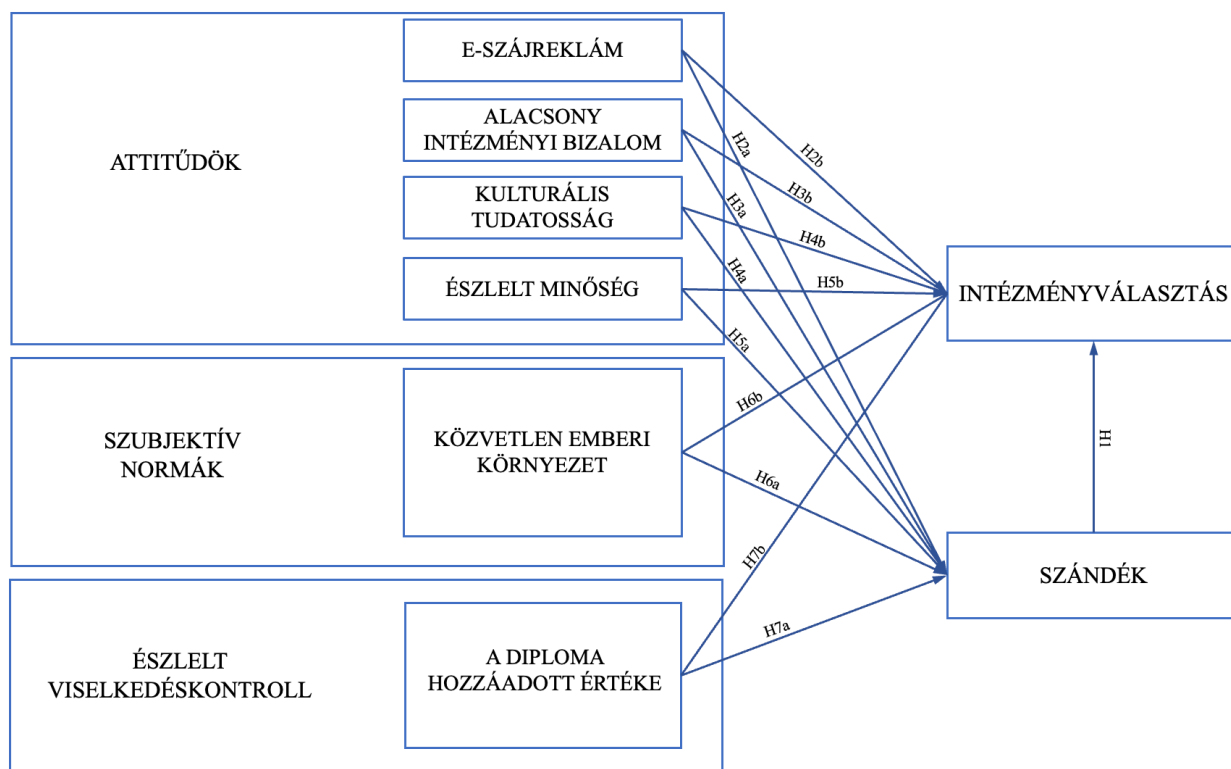 E-SZÁJREKLÁM
ALACSONY
INTÉZMÉNYI BIZALOM
ATTITŰDÖK
KULTURÁLIS
TUDATOSSÁG
ÉSZLELT MINŐSÉG
H2a
H2b
H3a
H3b
H4a
H4b
H5a
H5b
INTÉZMÉNYVÁLASZTÁS
SZUBJEKTÍV
NORMÁK
KÖZVETLEN EMBERI
KÖRNYEZET
H6b
H6a
H1
SZÁNDÉK
ÉSZLELT
VISELKEDÉSKONTROLL
A DIPLOMA
HOZZÁADOTT ÉRTÉKE
H7b
H7a